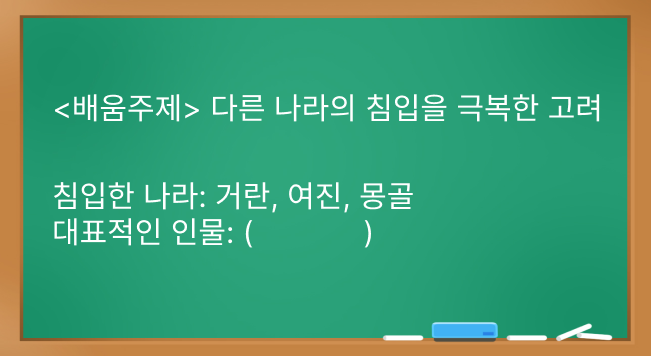 <배움주제> 다른 나라의 침입을 극복한 고려
침입한 나라: 거란, 여진, 몽골
대표적인 인물: (            )